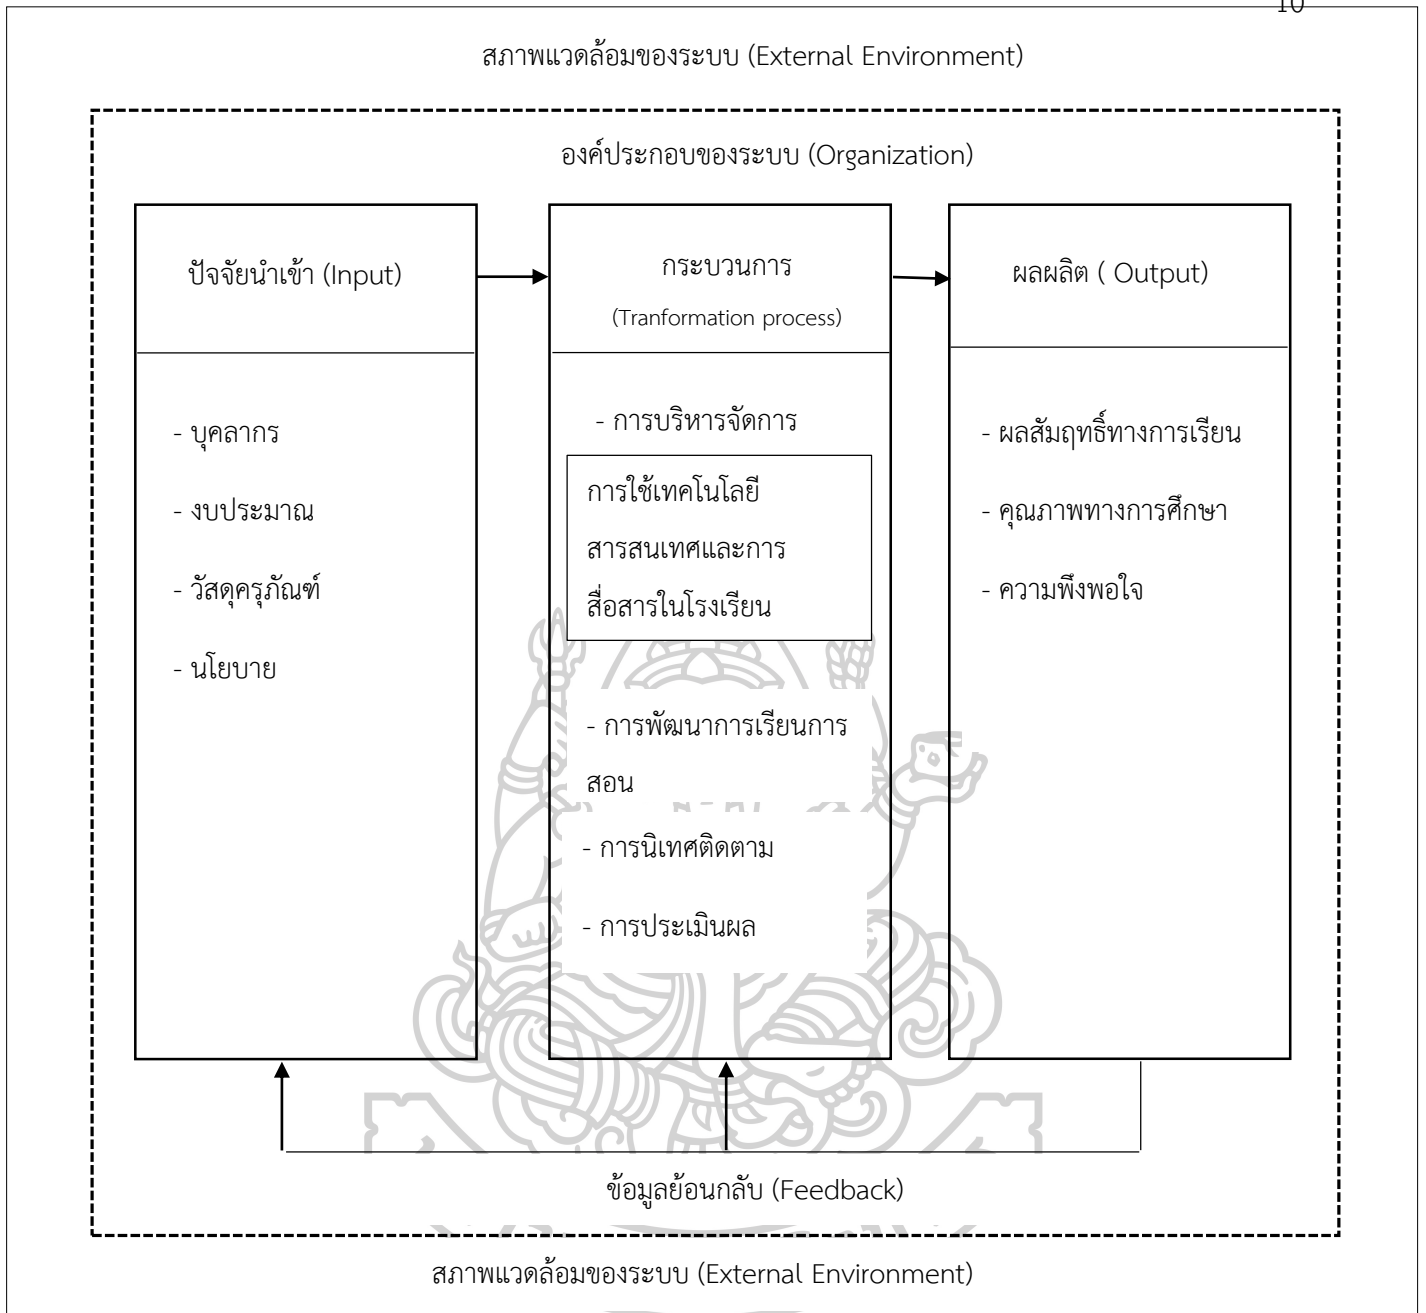 10
สภาพแวดล้อมของระบบ (External Environment)
องค์ประกอบของระบบ (Organization)
ปัจจัยนำเข้า (Input)
- บุคลากร
- งบประมาณ
- วัสดุครุภัณฑ์
- นโยบาย
กระบวนการ
(Tranformation process)
- การบริหารจัดการ
การใช้เทคโนโลยี
สารสนเทศและการ
สื่อสารในโรงเรียน
- การพัฒนาการเรียนการ
สอน
- การนิเทศติดตาม
- การประเมินผล
ผลผลิต ( Output)
- ผลสัมฤทธิ์ทางการเรียน
- คุณภาพทางการศึกษา
- ความพึงพอใจ
ข้อมูลย้อนกลับ (Feedback)
สภาพแวดล้อมของระบบ (External Environment)